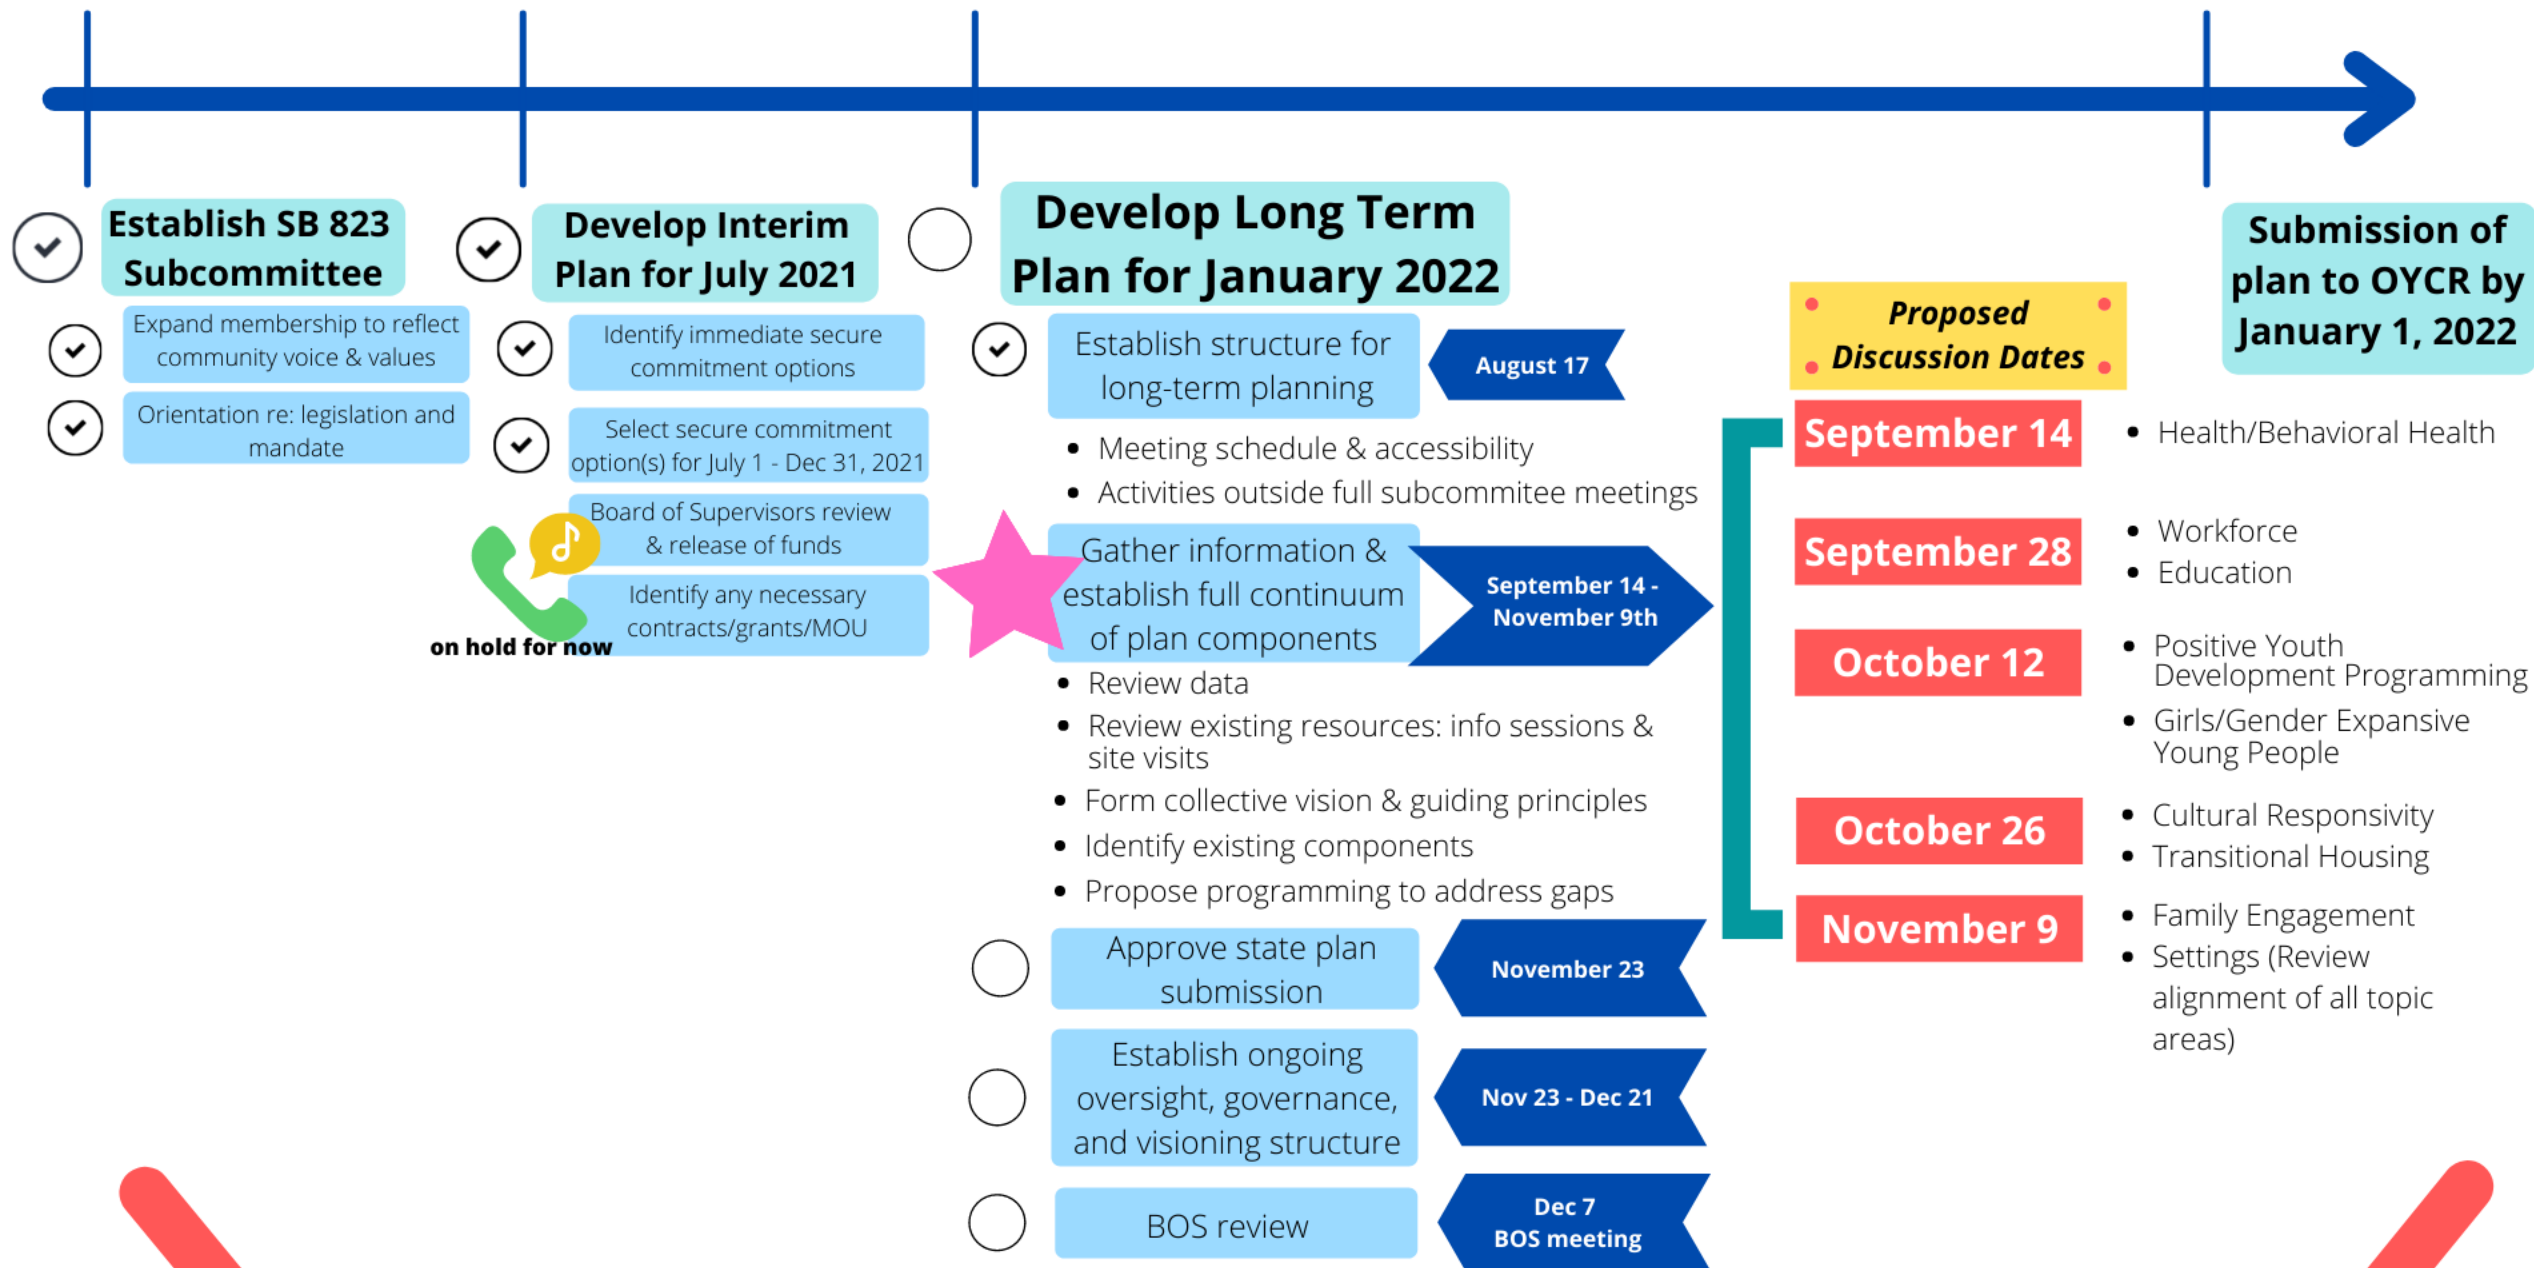 Establish SB 823
Subcommittee
Expand membership to reflect
community voice & values
Orientation re: legislation and
mandate
Develop Interim
Plan for July 2021
Identify immediate secure
commitment options
Select secure commitment
option(s) for July 1 - Dec 31, 2021
Board of Supervisors review
& release of funds
Identify any necessary
contracts/grants/MOU
on hold for now
Develop Long Term
Plan for January 2022
Establish structure for
long-term planning
August 17
• Meeting schedule & accessibility
• Activities outside full subcommitee meetings
Gather information &
establish full continuum
of plan components
September 14 -
November 9th
• Review data
• Review existing resources: info sessions &
site visits
• Form collective vision & guiding principles
• Identify existing components
• Propose programming to address gaps
Approve state plan
submission
November 23
Establish ongoing
oversight, governance,
and visioning structure
Nov 23 - Dec 21
BOS review
Dec 7
BOS meeting
Proposed
Discussion Dates
September 14
• Health/Behavioral Health
September 28
• Workforce
• Education
October 12
• Positive Youth
Development Programming
• Girls/Gender Expansive
Young People
October 26
• Cultural Responsivity
• Transitional Housing
November 9
• Family Engagement
• Settings (Review
alignment of all topic
areas)
Submission of
plan to OYCR by
January 1, 2022